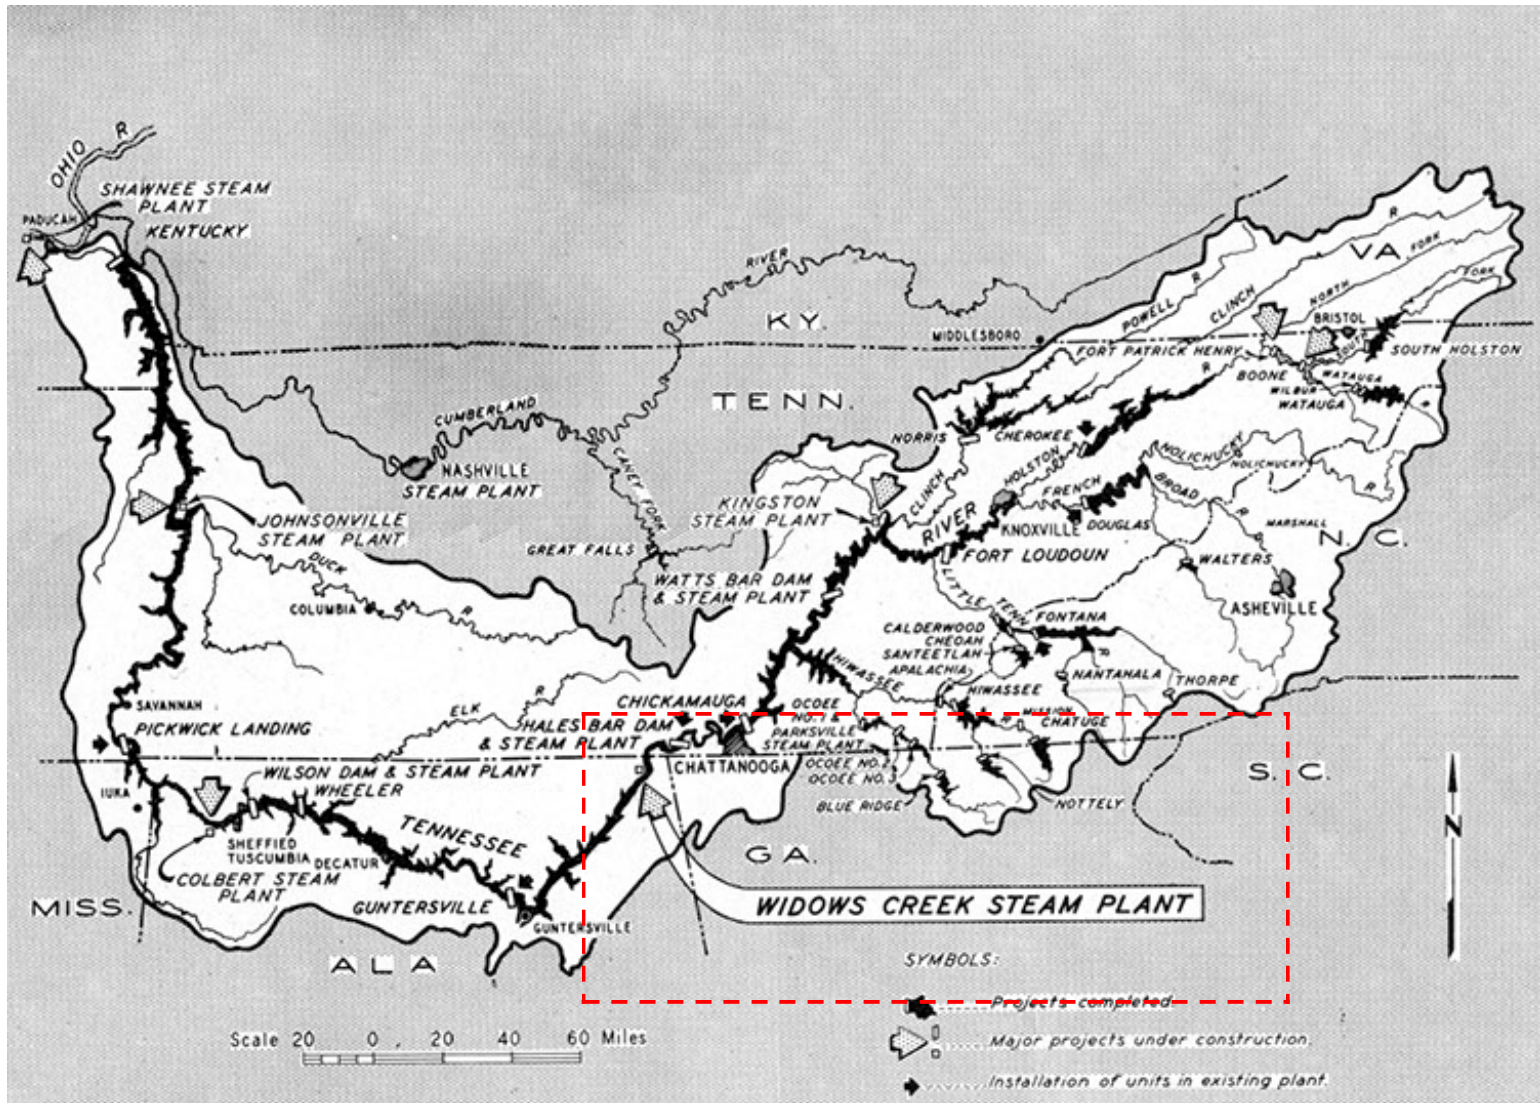 OHIO R
SHAWNEE STEAM
PLANT
PADUCAH
KENTUCKY
RIVER
KY.
MIDDLESBORO
POWELL R
CLINCH R
VA
NORTH FORK
FORK
BRISTOL
SOUTH
SOUTH HOLSTON
FORT PATRICK HENRY
BOONE
WATAUGA
WILBUR
WATAUGA
TENN.
CUMBERLAND
NASHVILLE
STEAM PLANT
CANEY FORK
GREAT FALLS
NORRIS
CHEROKEE
HOLSTON
R
CLINCH
KINGSTON
STEAM PLANT
RIVER
FRENCH
BROAD
R
NOLICHUCKY
NOLICHUCKY
R
KNOXVILLE
DOUGLAS
MARSHALL
N. C.
FORT LOUDOUN
WALTERS
ASHEVILLE
JOHNSONVILLE
STEAM PLANT
DUCK
R
COLUMBIA
WATTS BAR DAM
& STEAM PLANT
LITTLE TENN
FONTANA
CALDERWOOD
CHEOAH
SANTEETLAH
APALACHIA
R
NANTAHALA
THORPE
HIWASSEE
HIWASSEE
R
MISSION
CHATUGE
SAVANNAH
PICKWICK LANDING
ELK R
CHICKAMAUGA
HALES BAR DAM
& STEAM PLANT
OCOEE
NO. 1 &
PARKSVILLE
STEAM PLANT
CHATTANOOGA
OCOEE NO. 2
OCOEE NO. 3
BLUE RIDGE
NOTTELY
S. C.
IUKA
WILSON DAM & STEAM PLANT
WHEELER
SHEFFIED
TUSCUMBIA
DECATUR
TENNESSEE
COLBERT STEAM
PLANT
GUNTERSVILLE
GUNTERSVILLE
GA.
MISS.
ALA
WIDOWS CREEK STEAM PLANT
N
SYMBOLS:
Projects completed
Major projects under construction.
Installation of units in existing plant.
Scale 20 0 20 40 60 Miles